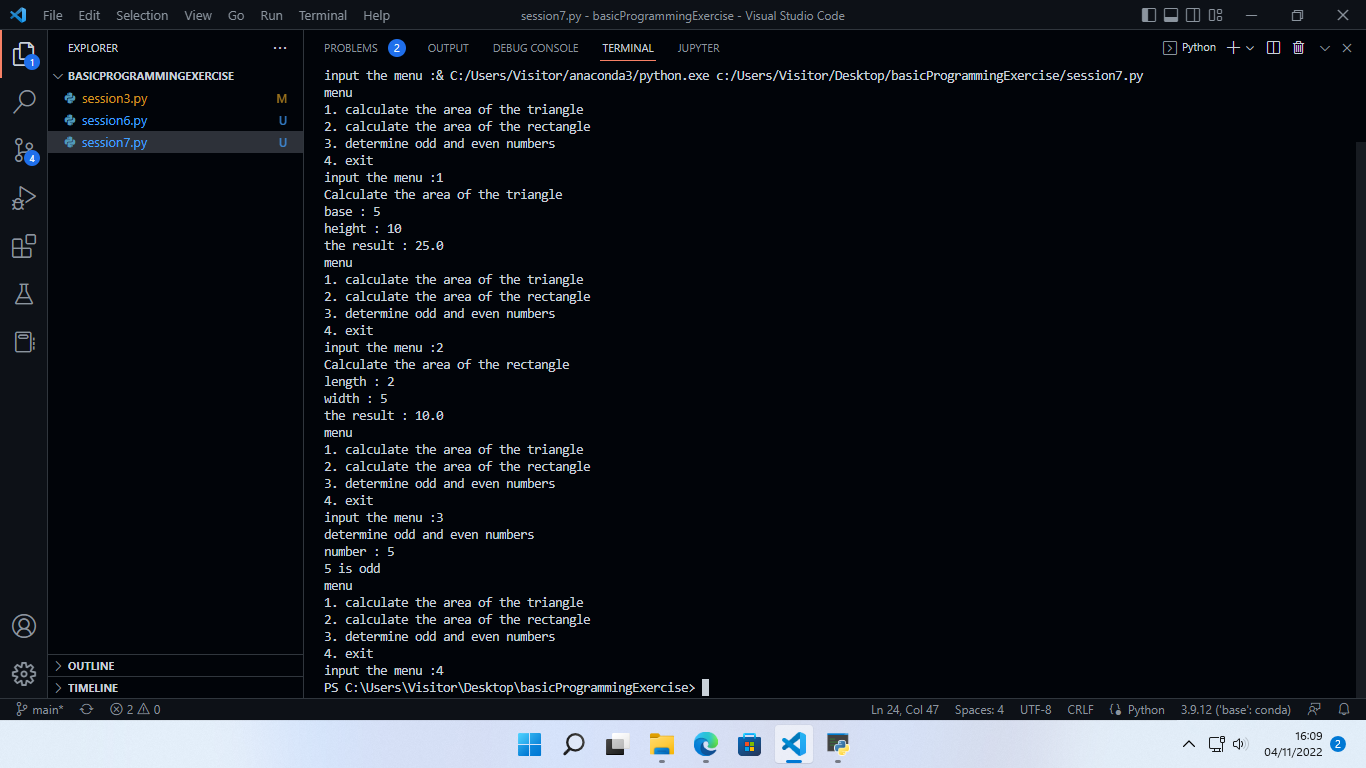 File Edit Selection View Go Run Terminal Help session7.py - basicProgrammingExercise - Visual Studio Code
EXPLORER ···
BASICPROGRAMMINGEXERCISE
session3.py M
session6.py U
session7.py U
OUTLINE
TIMELINE
1
4
PROBLEMS 2 OUTPUT DEBUG CONSOLE TERMINAL JUPYTER Python
input the menu :& C:/Users/Visitor/anaconda3/python.exe c:/Users/Visitor/Desktop/basicProgrammingExercise/session7.py
menu
1. calculate the area of the triangle
2. calculate the area of the rectangle
3. determine odd and even numbers
4. exit
input the menu :1
Calculate the area of the triangle
base : 5
height : 10
the result : 25.0
menu
1. calculate the area of the triangle
2. calculate the area of the rectangle
3. determine odd and even numbers
4. exit
input the menu :2
Calculate the area of the rectangle
length : 2
width : 5
the result : 10.0
menu
1. calculate the area of the triangle
2. calculate the area of the rectangle
3. determine odd and even numbers
4. exit
input the menu :3
determine odd and even numbers
number : 5
5 is odd
menu
1. calculate the area of the triangle
2. calculate the area of the rectangle
3. determine odd and even numbers
4. exit
input the menu :4
PS C:\Users\Visitor\Desktop\basicProgrammingExercise>
main* 2 0 Ln 24, Col 47 Spaces: 4 UTF-8 CRLF Python 3.9.12 ('base': conda)
16:09
04/11/2022 2